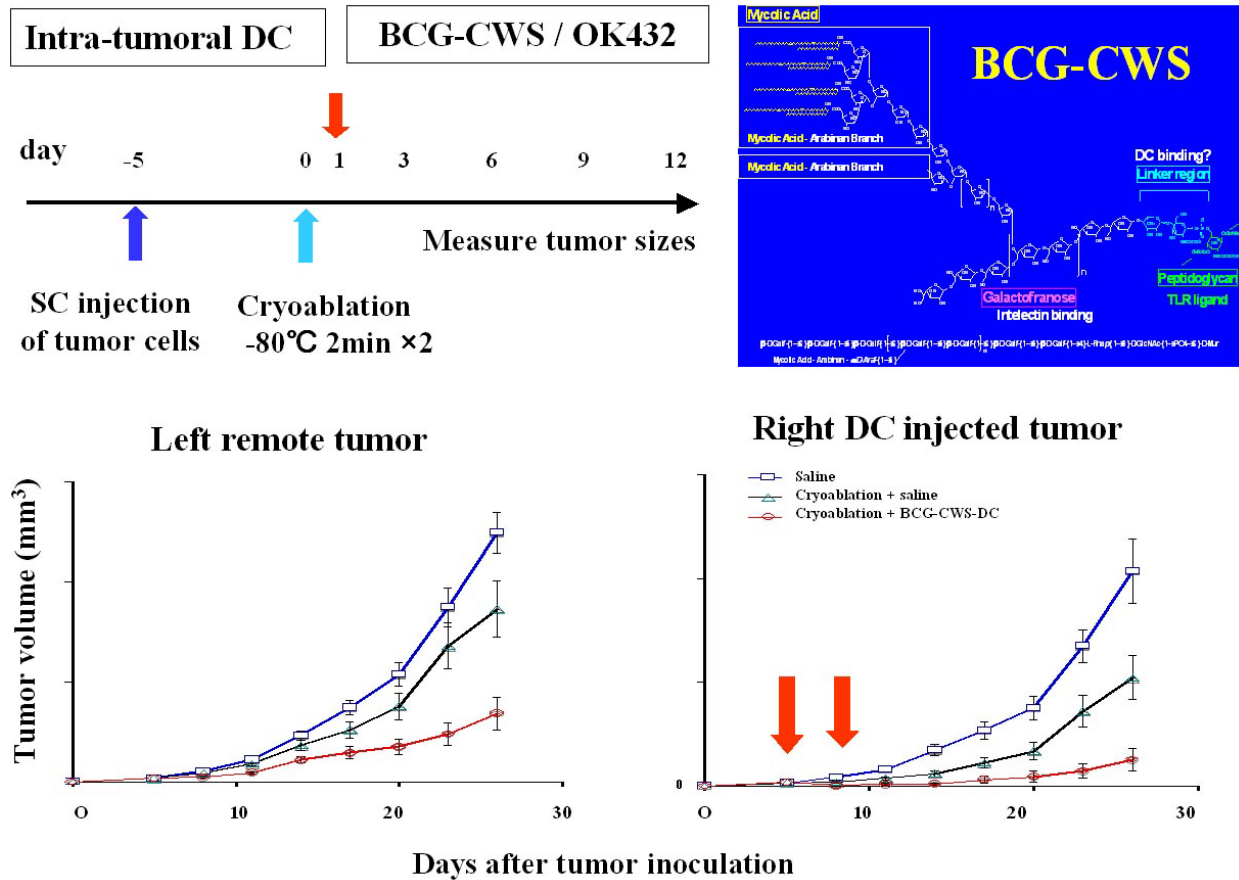 Intra-tumoral DC
BCG-CWS / OK432
day
-5 0 1 3 6 9 12
Measure tumor sizes
SC injection
of tumor cells
Cryoablation
-80℃ 2min ×2
Mycolic Acid
BCG-CWS
Mycolic Acid - Arabinan Branch
Mycolic Acid - Arabinan Branch
DC binding?
Linker region
n
n
Galactofranose
Intelectin binding
Peptidoglycan
TLR ligand
Left remote tumor
Tumor volume (mm³)
O 10 20 30
Right DC injected tumor
Saline
Cryoablation + saline
Cryoablation + BCG-CWS-DC
0
O 10 20 30
Days after tumor inoculation